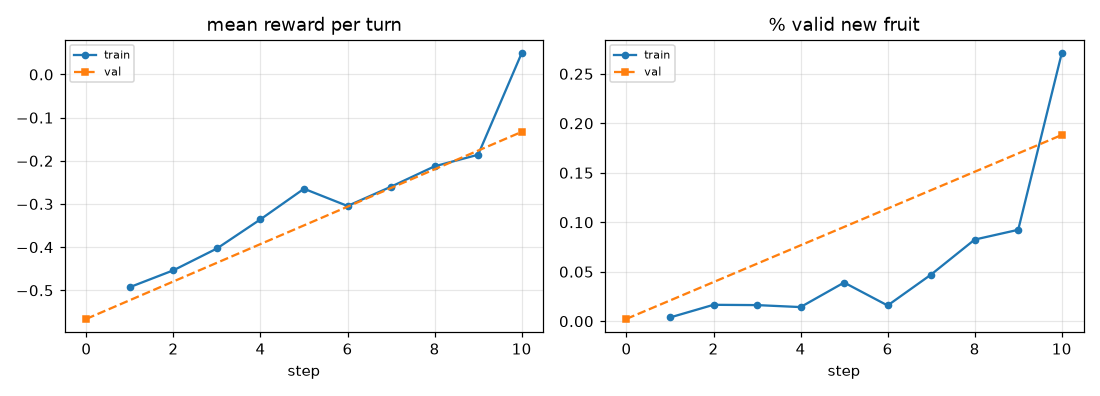 mean reward per turn
train
val
0.0
−0.1
−0.2
−0.3
−0.4
−0.5
0 2 4 6 8 10
step
% valid new fruit
train
val
0.25
0.20
0.15
0.10
0.05
0.00
0 2 4 6 8 10
step